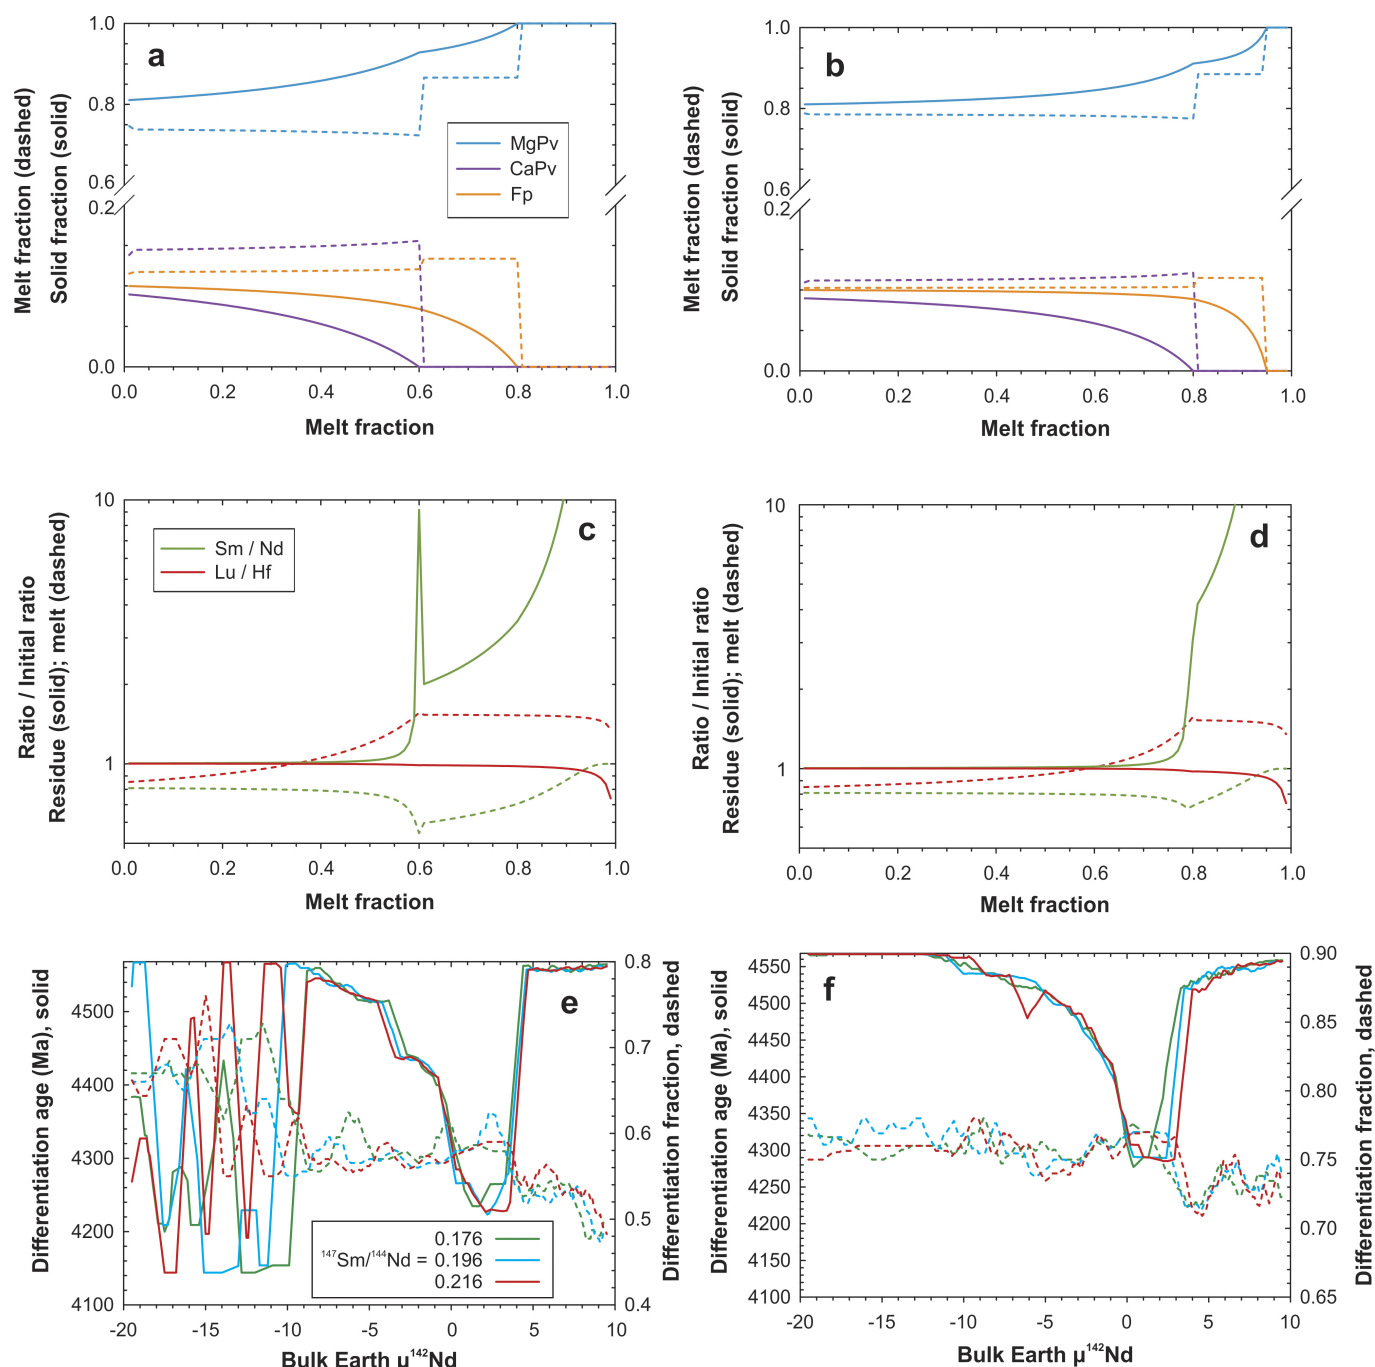 a
1.0
0.8
0.6
0.2
0.0
Melt fraction (dashed)
Solid fraction (solid)
MgPv
CaPv
Fp
0.0 0.2 0.4 0.6 0.8 1.0
Melt fraction
b
1.0
0.8
0.6
0.2
0.0
Melt fraction (dashed)
Solid fraction (solid)
0.0 0.2 0.4 0.6 0.8 1.0
Melt fraction
c
10
1
Ratio / Initial ratio
Residue (solid); melt (dashed)
Sm / Nd
Lu / Hf
0.0 0.2 0.4 0.6 0.8 1.0
Melt fraction
d
10
1
Ratio / Initial ratio
Residue (solid); melt (dashed)
0.0 0.2 0.4 0.6 0.8 1.0
Melt fraction
e
Differentiation age (Ma), solid
4500
4400
4300
4200
4100
0.8
0.7
0.6
0.5
0.4
Differentiation fraction, dashed
0.176
¹⁴⁷Sm/¹⁴⁴Nd = 0.196
0.216
-20 -15 -10 -5 0 5 10
Bulk Earth µ¹⁴²Nd
f
Differentiation age (Ma), solid
4550
4500
4450
4400
4350
4300
4250
4200
4150
4100
0.90
0.85
0.80
0.75
0.70
0.65
Differentiation fraction, dashed
-20 -15 -10 -5 0 5 10
Bulk Earth µ¹⁴²Nd